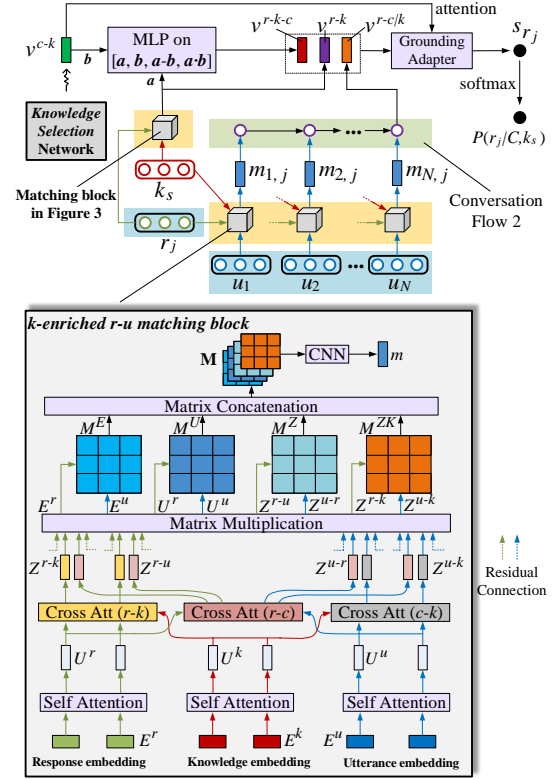 v^{c-k}
v^{r-k-c}
v^{r-k}
v^{r-c/k}
attention
s_{r_j}
b
MLP on
[a, b, a-b, a·b]
Grounding
Adapter
a
softmax
Knowledge
Selection
Network
P(r_j/C,k_s)
...
m_{1, j}
m_{2, j}
m_{N, j}
Matching block
in Figure 3
k_s
Conversation
Flow 2
r_j
...
u_1
u_2
u_N
k-enriched r-u matching block
M
CNN
m
Matrix Concatenation
M^E
M^U
M^Z
M^{ZK}
E^r
E^u
U^r
U^u
Z^{r-u}
Z^{u-r}
Z^{r-k}
Z^{u-k}
Matrix Multiplication
Z^{r-k}
Z^{r-u}
Z^{u-r}
Z^{u-k}
Residual
Connection
Cross Att (r-k)
Cross Att (r-c)
Cross Att (c-k)
U^r
U^k
U^u
Self Attention
Self Attention
Self Attention
E^r
E^k
E^u
Response embedding
Knowledge embedding
Utterance embedding